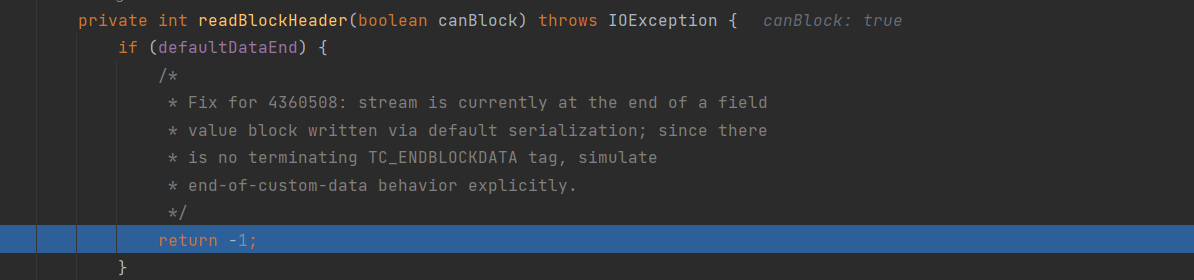 private int readBlockHeader(boolean canBlock) throws IOException {   canBlock: true
if (defaultDataEnd) {
/*
* Fix for 4360508: stream is currently at the end of a field
* value block written via default serialization; since there
* is no terminating TC_ENDBLOCKDATA tag, simulate
* end-of-custom-data behavior explicitly.
*/
return -1;
}